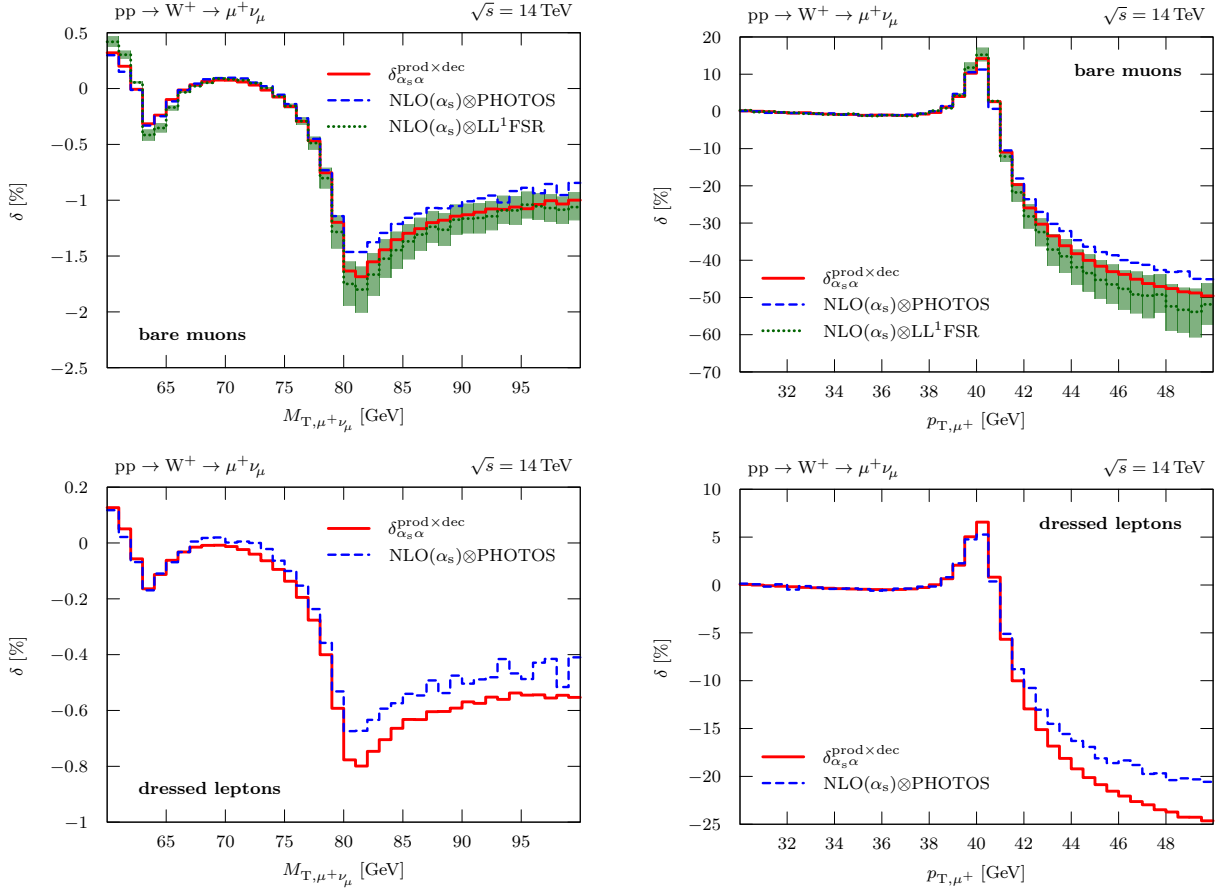 pp → W⁺ → μ⁺ν_μ √s = 14 TeV
0.5
0
−0.5
−1
−1.5
−2
−2.5
δ [%]
δ^{prod×dec}_{α_sα}
NLO(α_s)⊗PHOTOS
NLO(α_s)⊗LL¹FSR
bare muons
65 70 75 80 85 90 95
M_{T,μ⁺ν_μ} [GeV]
pp → W⁺ → μ⁺ν_μ √s = 14 TeV
20
10
0
−10
−20
−30
−40
−50
−60
−70
δ [%]
bare muons
δ^{prod×dec}_{α_sα}
NLO(α_s)⊗PHOTOS
NLO(α_s)⊗LL¹FSR
32 34 36 38 40 42 44 46 48
p_{T,μ⁺} [GeV]
pp → W⁺ → μ⁺ν_μ √s = 14 TeV
0.2
0
−0.2
−0.4
−0.6
−0.8
−1
δ [%]
δ^{prod×dec}_{α_sα}
NLO(α_s)⊗PHOTOS
dressed leptons
65 70 75 80 85 90 95
M_{T,μ⁺ν_μ} [GeV]
pp → W⁺ → μ⁺ν_μ √s = 14 TeV
10
5
0
−5
−10
−15
−20
−25
δ [%]
dressed leptons
δ^{prod×dec}_{α_sα}
NLO(α_s)⊗PHOTOS
32 34 36 38 40 42 44 46 48
p_{T,μ⁺} [GeV]